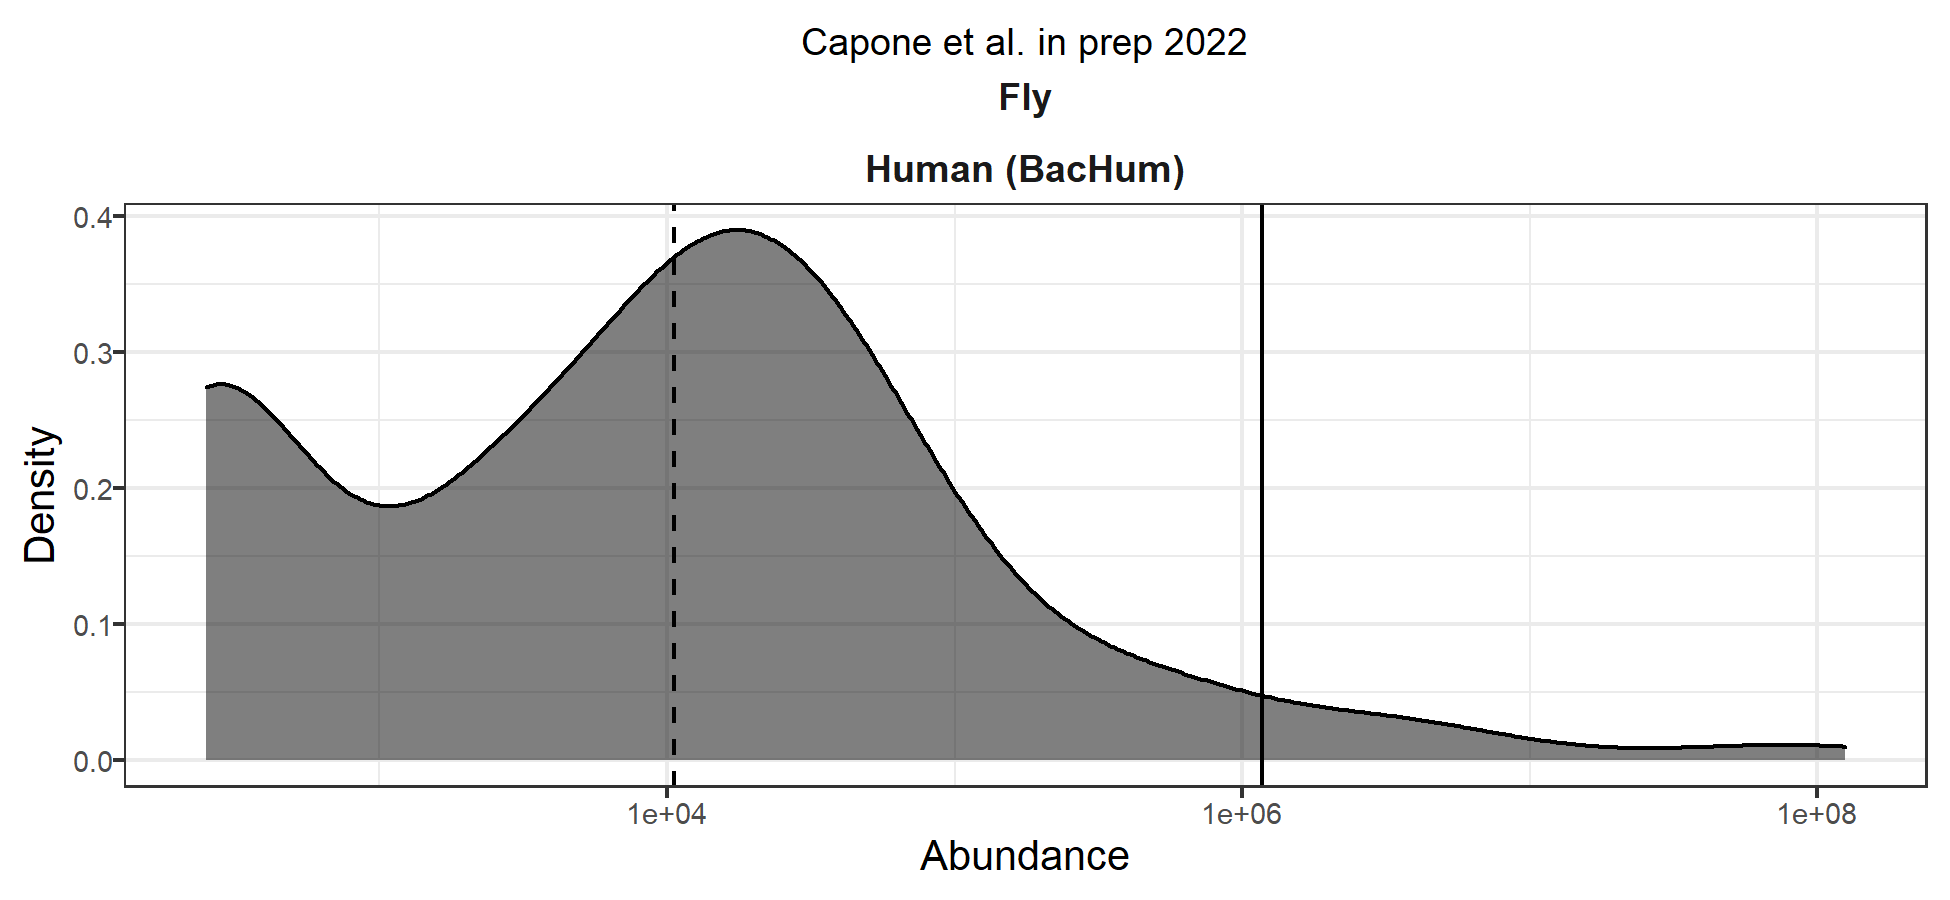 Capone et al. in prep 2022
Fly
Human (BacHum)
0.4
0.3
0.2
0.1
0.0
Density
1e+04 1e+06 1e+08
Abundance